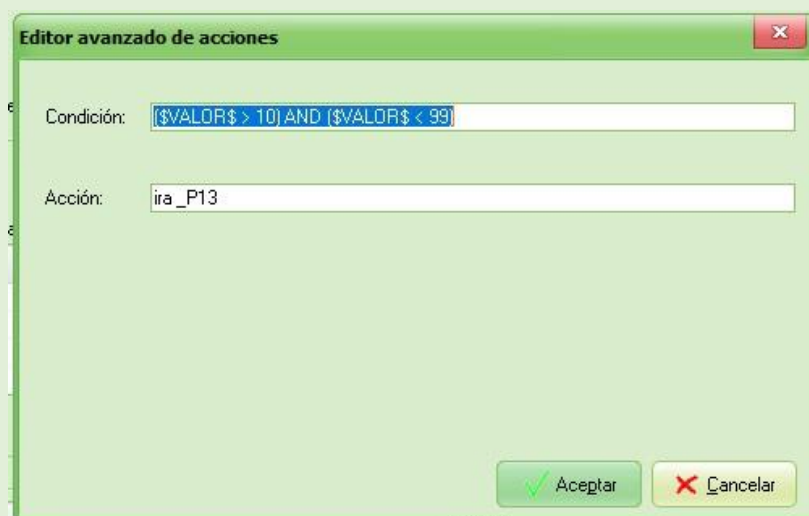 Editor avanzado de acciones
Condición: ($VALOR$ > 10) AND ($VALOR$ < 99)
Acción: ira _P13
Aceptar Cancelar